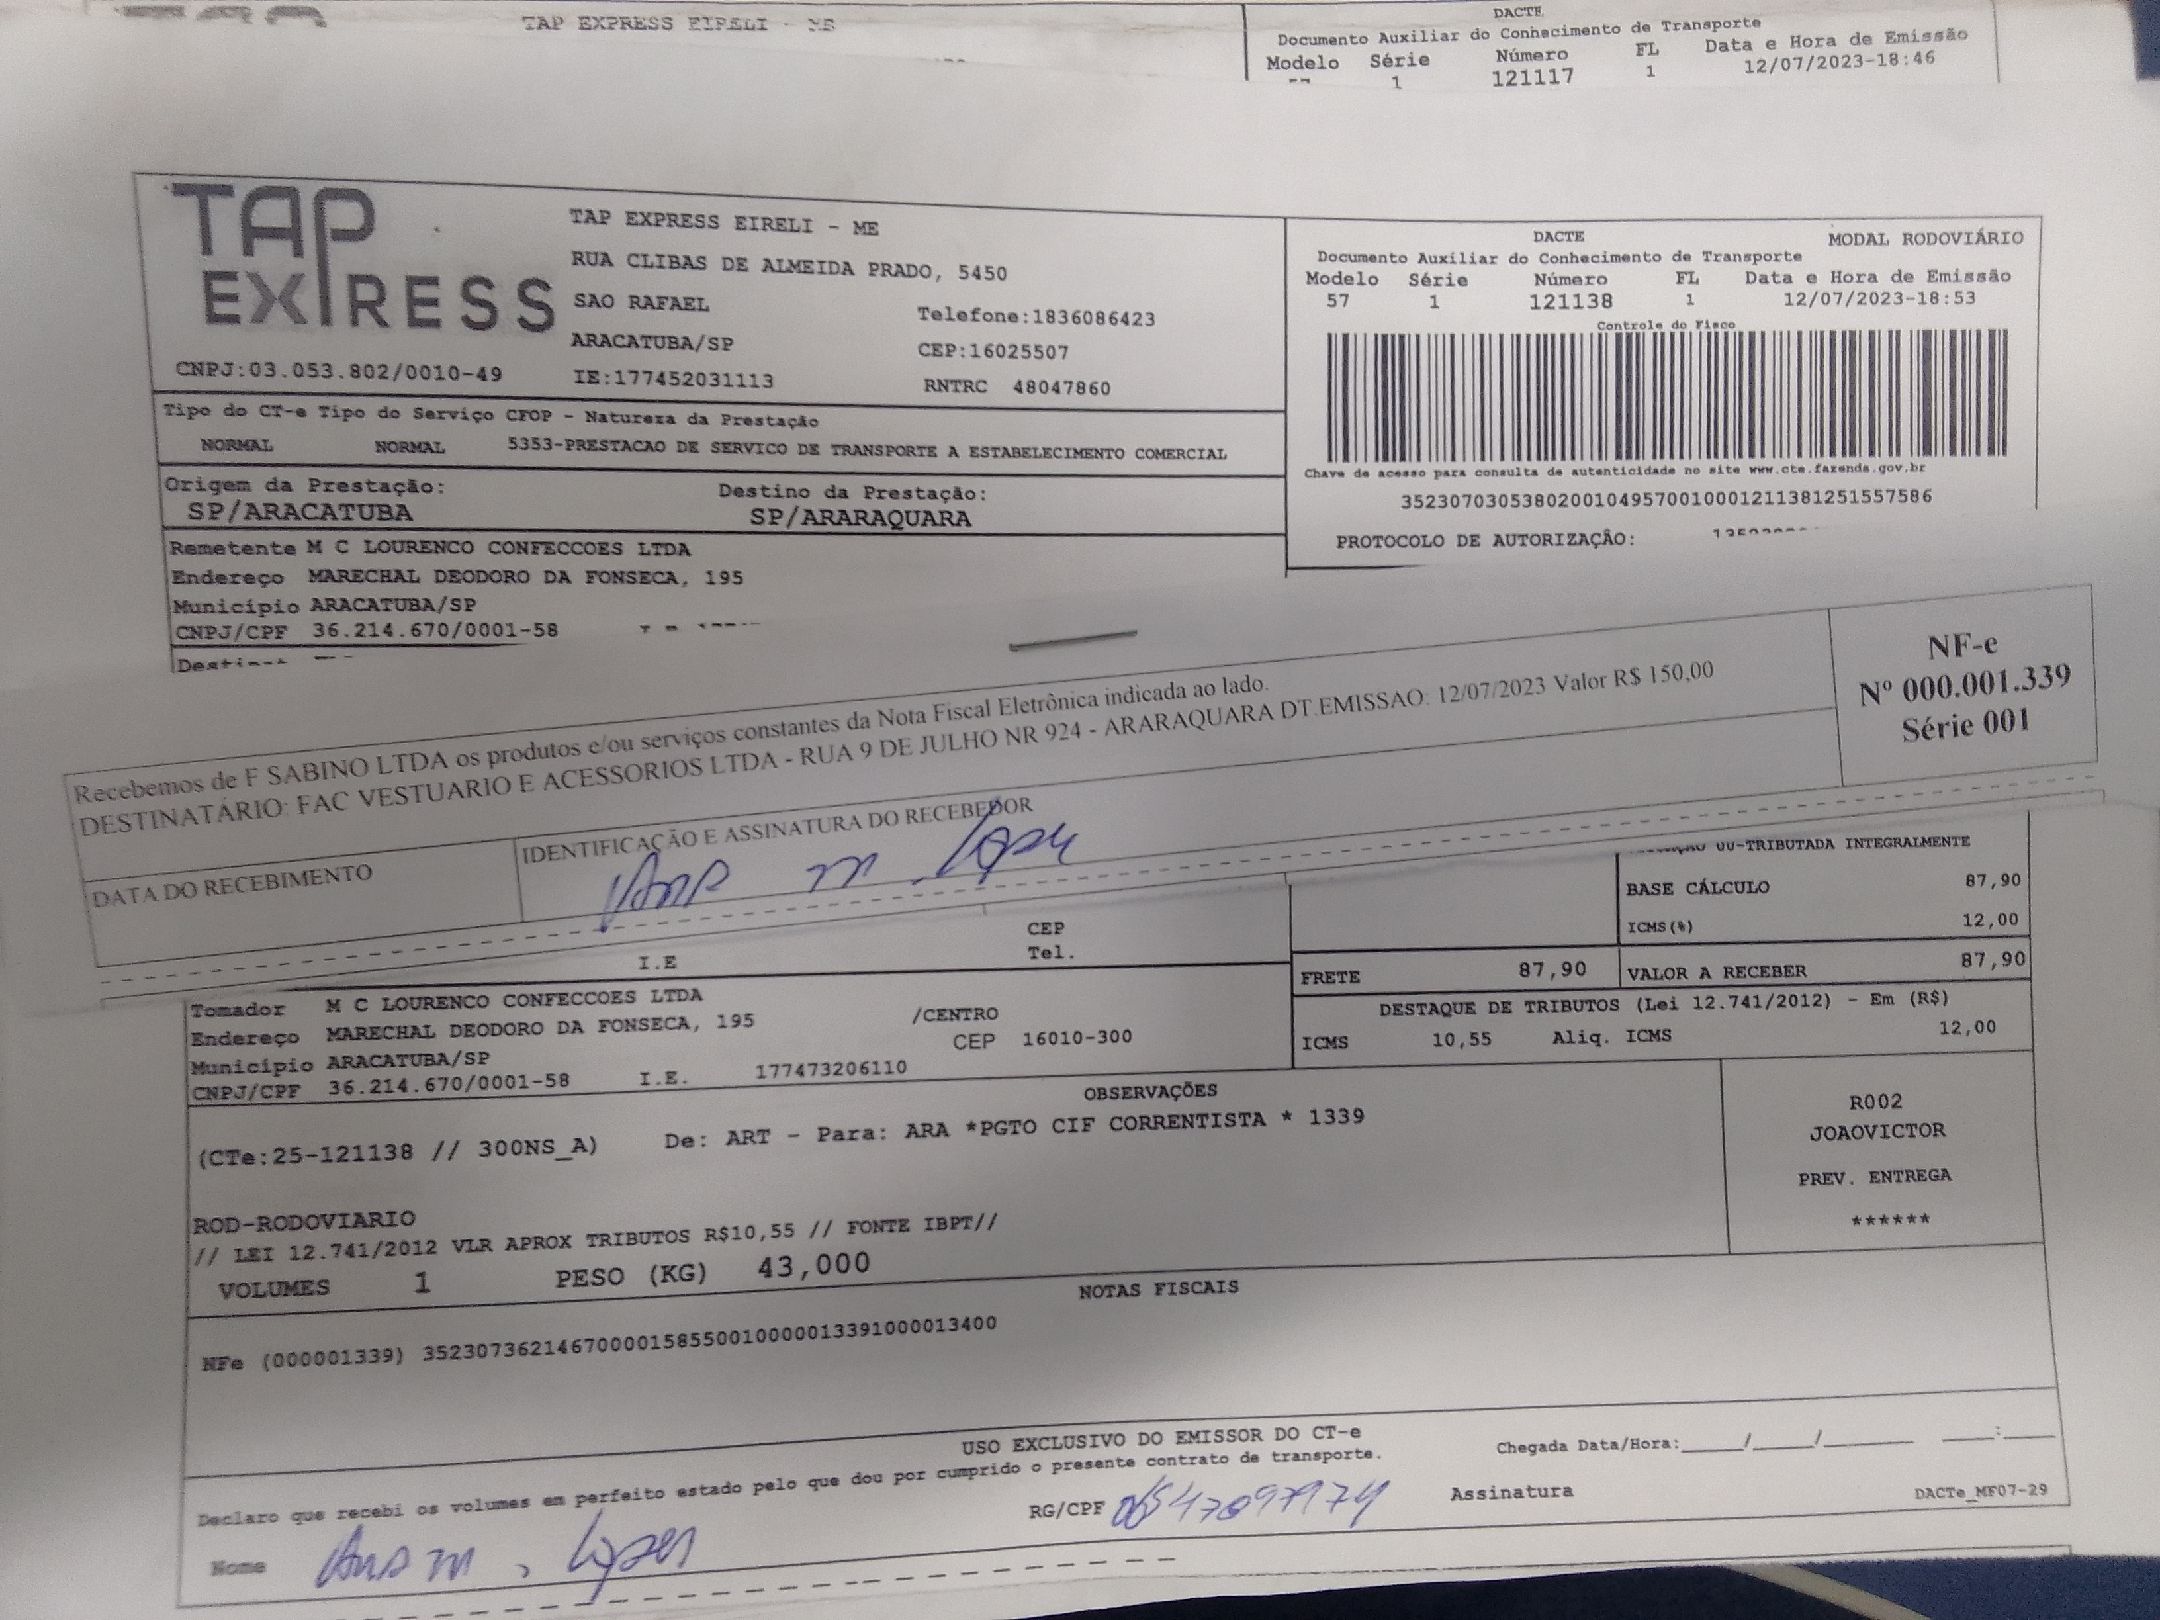 TAP EXPRESS EIRELI - ME
DACTE
Documento Auxiliar do Conhecimento de Transporte
Modelo Série Número FL Data e Hora de Emissão
1 121117 1 12/07/2023-18:46
TAP EXPRESS
TAP EXPRESS EIRELI - ME
RUA CLIBAS DE ALMEIDA PRADO, 5450
SAO RAFAEL Telefone:1836086423
ARACATUBA/SP CEP:16025507
CNPJ:03.053.802/0010-49 IE:177452031113 RNTRC 48047860
DACTE MODAL RODOVIÁRIO
Documento Auxiliar do Conhecimento de Transporte
Modelo Série Número FL Data e Hora de Emissão
57 1 121138 1 12/07/2023-18:53
Controle do Fisco
Chave de acesso para consulta de autenticidade no site www.cte.fazenda.gov.br
35230703053802001049570010001211381251557586
PROTOCOLO DE AUTORIZAÇÃO:
Tipo do CT-e Tipo do Serviço CFOP - Natureza da Prestação
NORMAL NORMAL 5353-PRESTACAO DE SERVICO DE TRANSPORTE A ESTABELECIMENTO COMERCIAL
Origem da Prestação: Destino da Prestação:
SP/ARACATUBA SP/ARARAQUARA
Remetente M C LOURENCO CONFECCOES LTDA
Endereço MARECHAL DEODORO DA FONSECA, 195
Município ARACATUBA/SP
CNPJ/CPF 36.214.670/0001-58
Recebemos de F SABINO LTDA os produtos e/ou serviços constantes da Nota Fiscal Eletrônica indicada ao lado.
DESTINATÁRIO: FAC VESTUARIO E ACESSORIOS LTDA - RUA 9 DE JULHO NR 924 - ARARAQUARA DT.EMISSAO: 12/07/2023 Valor R$ 150,00
NF-e
Nº 000.001.339
Série 001
DATA DO RECEBIMENTO
IDENTIFICAÇÃO E ASSINATURA DO RECEBEDOR
Ana M. Lopes
00-TRIBUTADA INTEGRALMENTE
BASE CÁLCULO 87,90
ICMS(%) 12,00
CEP
I.E Tel.
FRETE 87,90 VALOR A RECEBER 87,90
DESTAQUE DE TRIBUTOS (Lei 12.741/2012) - Em (R$)
ICMS 10,55 Aliq. ICMS 12,00
Tomador M C LOURENCO CONFECCOES LTDA
Endereço MARECHAL DEODORO DA FONSECA, 195 /CENTRO
Município ARACATUBA/SP CEP 16010-300
CNPJ/CPF 36.214.670/0001-58 I.E. 177473206110
OBSERVAÇÕES
(CTe:25-121138 // 300NS_A) De: ART - Para: ARA *PGTO CIF CORRENTISTA * 1339
R002
JOAOVICTOR
PREV. ENTREGA
******
ROD-RODOVIARIO
// LEI 12.741/2012 VLR APROX TRIBUTOS R$10,55 // FONTE IBPT//
VOLUMES 1 PESO (KG) 43,000
NOTAS FISCAIS
NFe (000001339) 35230736214670000158550010000013391000013400
USO EXCLUSIVO DO EMISSOR DO CT-e
Declaro que recebi os volumes em perfeito estado pelo que dou por cumprido o presente contrato de transporte.
Chegada Data/Hora:_____/_____/_______ ____:____
Nome Ana M. Lopes RG/CPF Assinatura
DACTe_MF07-29